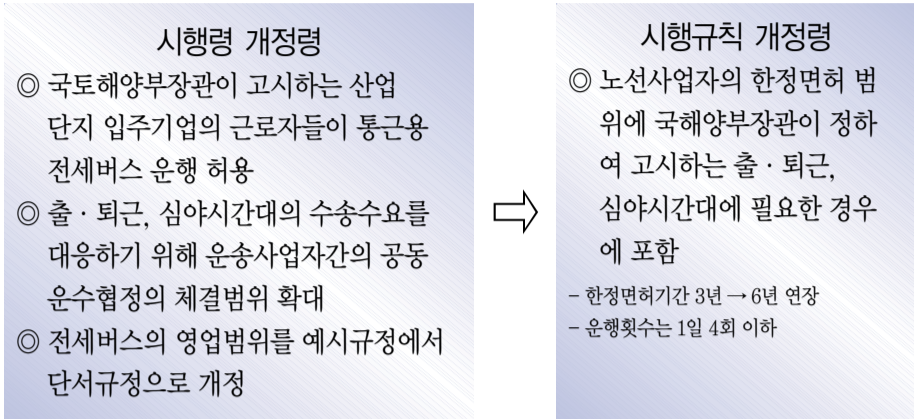 시행령 개정령
◎ 국토해양부장관이 고시하는 산업
단지 입주기업의 근로자들이 통근용
전세버스 운행 허용
◎ 출 · 퇴근, 심야시간대의 수송수요를
대응하기 위해 운송사업자간의 공동
운수협정의 체결범위 확대
◎ 전세버스의 영업범위를 예시규정에서
단서규정으로 개정
시행규칙 개정령
◎ 노선사업자의 한정면허 범
위에 국해양부장관이 정하
여 고시하는 출 · 퇴근,
심야시간대에 필요한 경우
에 포함
- 한정면허기간 3년 → 6년 연장
- 운행횟수는 1일 4회 이하